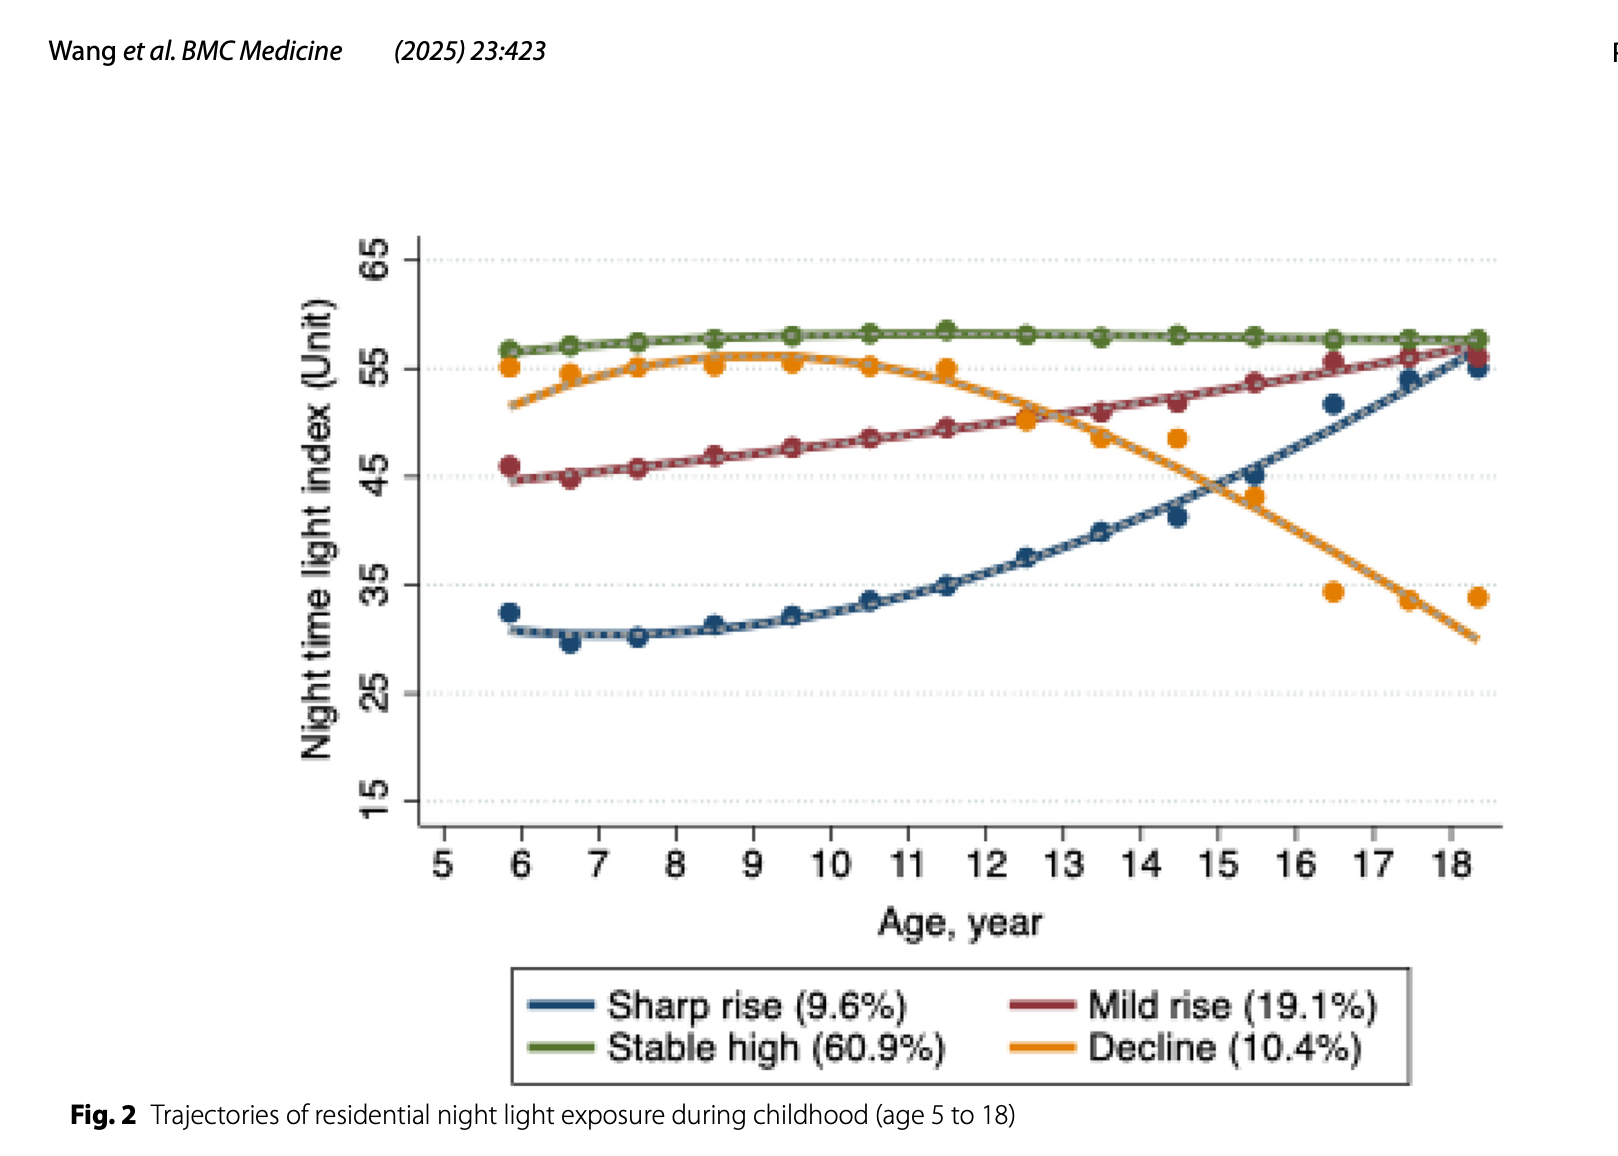 Wang et al. BMC Medicine (2025) 23:423
Night time light index (Unit)
65
55
45
35
25
15
5 6 7 8 9 10 11 12 13 14 15 16 17 18
Age, year
Sharp rise (9.6%) Mild rise (19.1%)
Stable high (60.9%) Decline (10.4%)
Fig. 2 Trajectories of residential night light exposure during childhood (age 5 to 18)